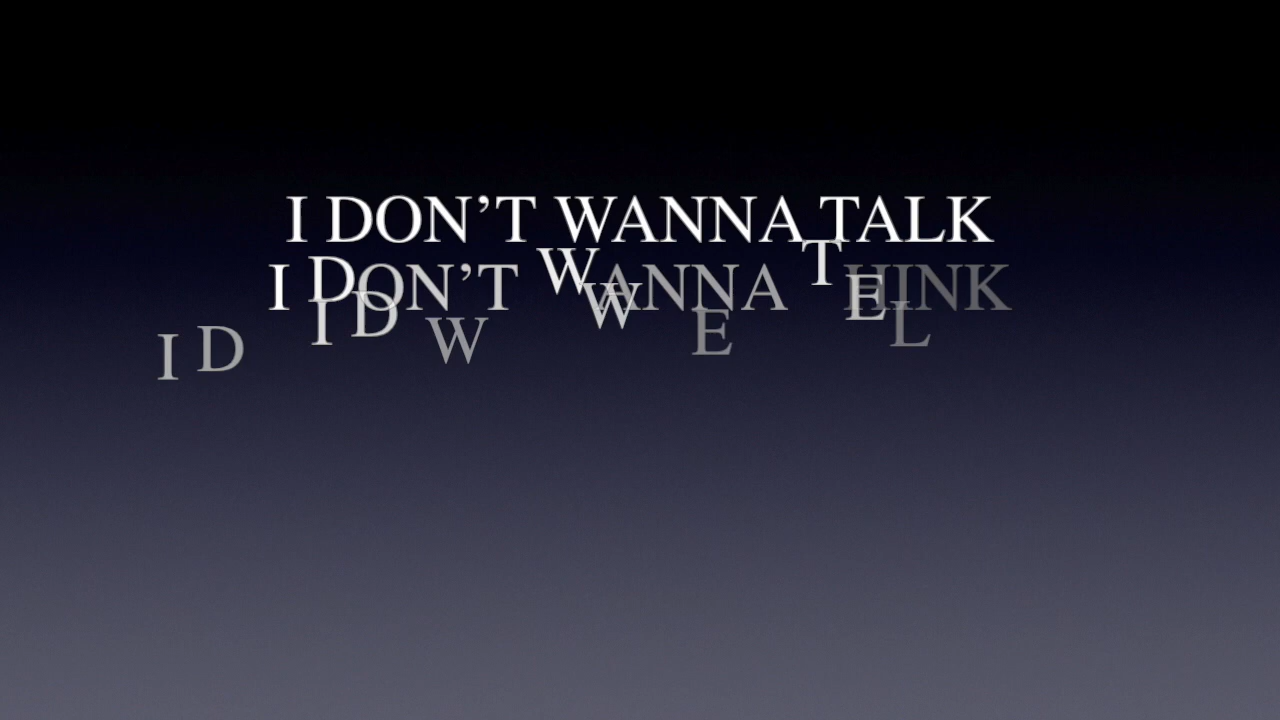 I DON’T WANNA TALK
I DON’T WANNA THINK
I D W E L
I D W E